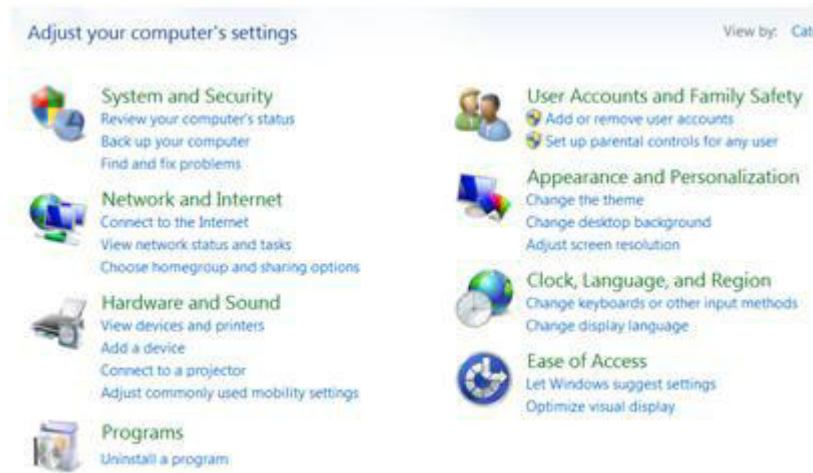 Adjust your computer's settings
View by: Cat
System and Security
Review your computer's status
Back up your computer
Find and fix problems
Network and Internet
Connect to the Internet
View network status and tasks
Choose homegroup and sharing options
Hardware and Sound
View devices and printers
Add a device
Connect to a projector
Adjust commonly used mobility settings
Programs
Uninstall a program
User Accounts and Family Safety
Add or remove user accounts
Set up parental controls for any user
Appearance and Personalization
Change the theme
Change desktop background
Adjust screen resolution
Clock, Language, and Region
Change keyboards or other input methods
Change display language
Ease of Access
Let Windows suggest settings
Optimize visual display